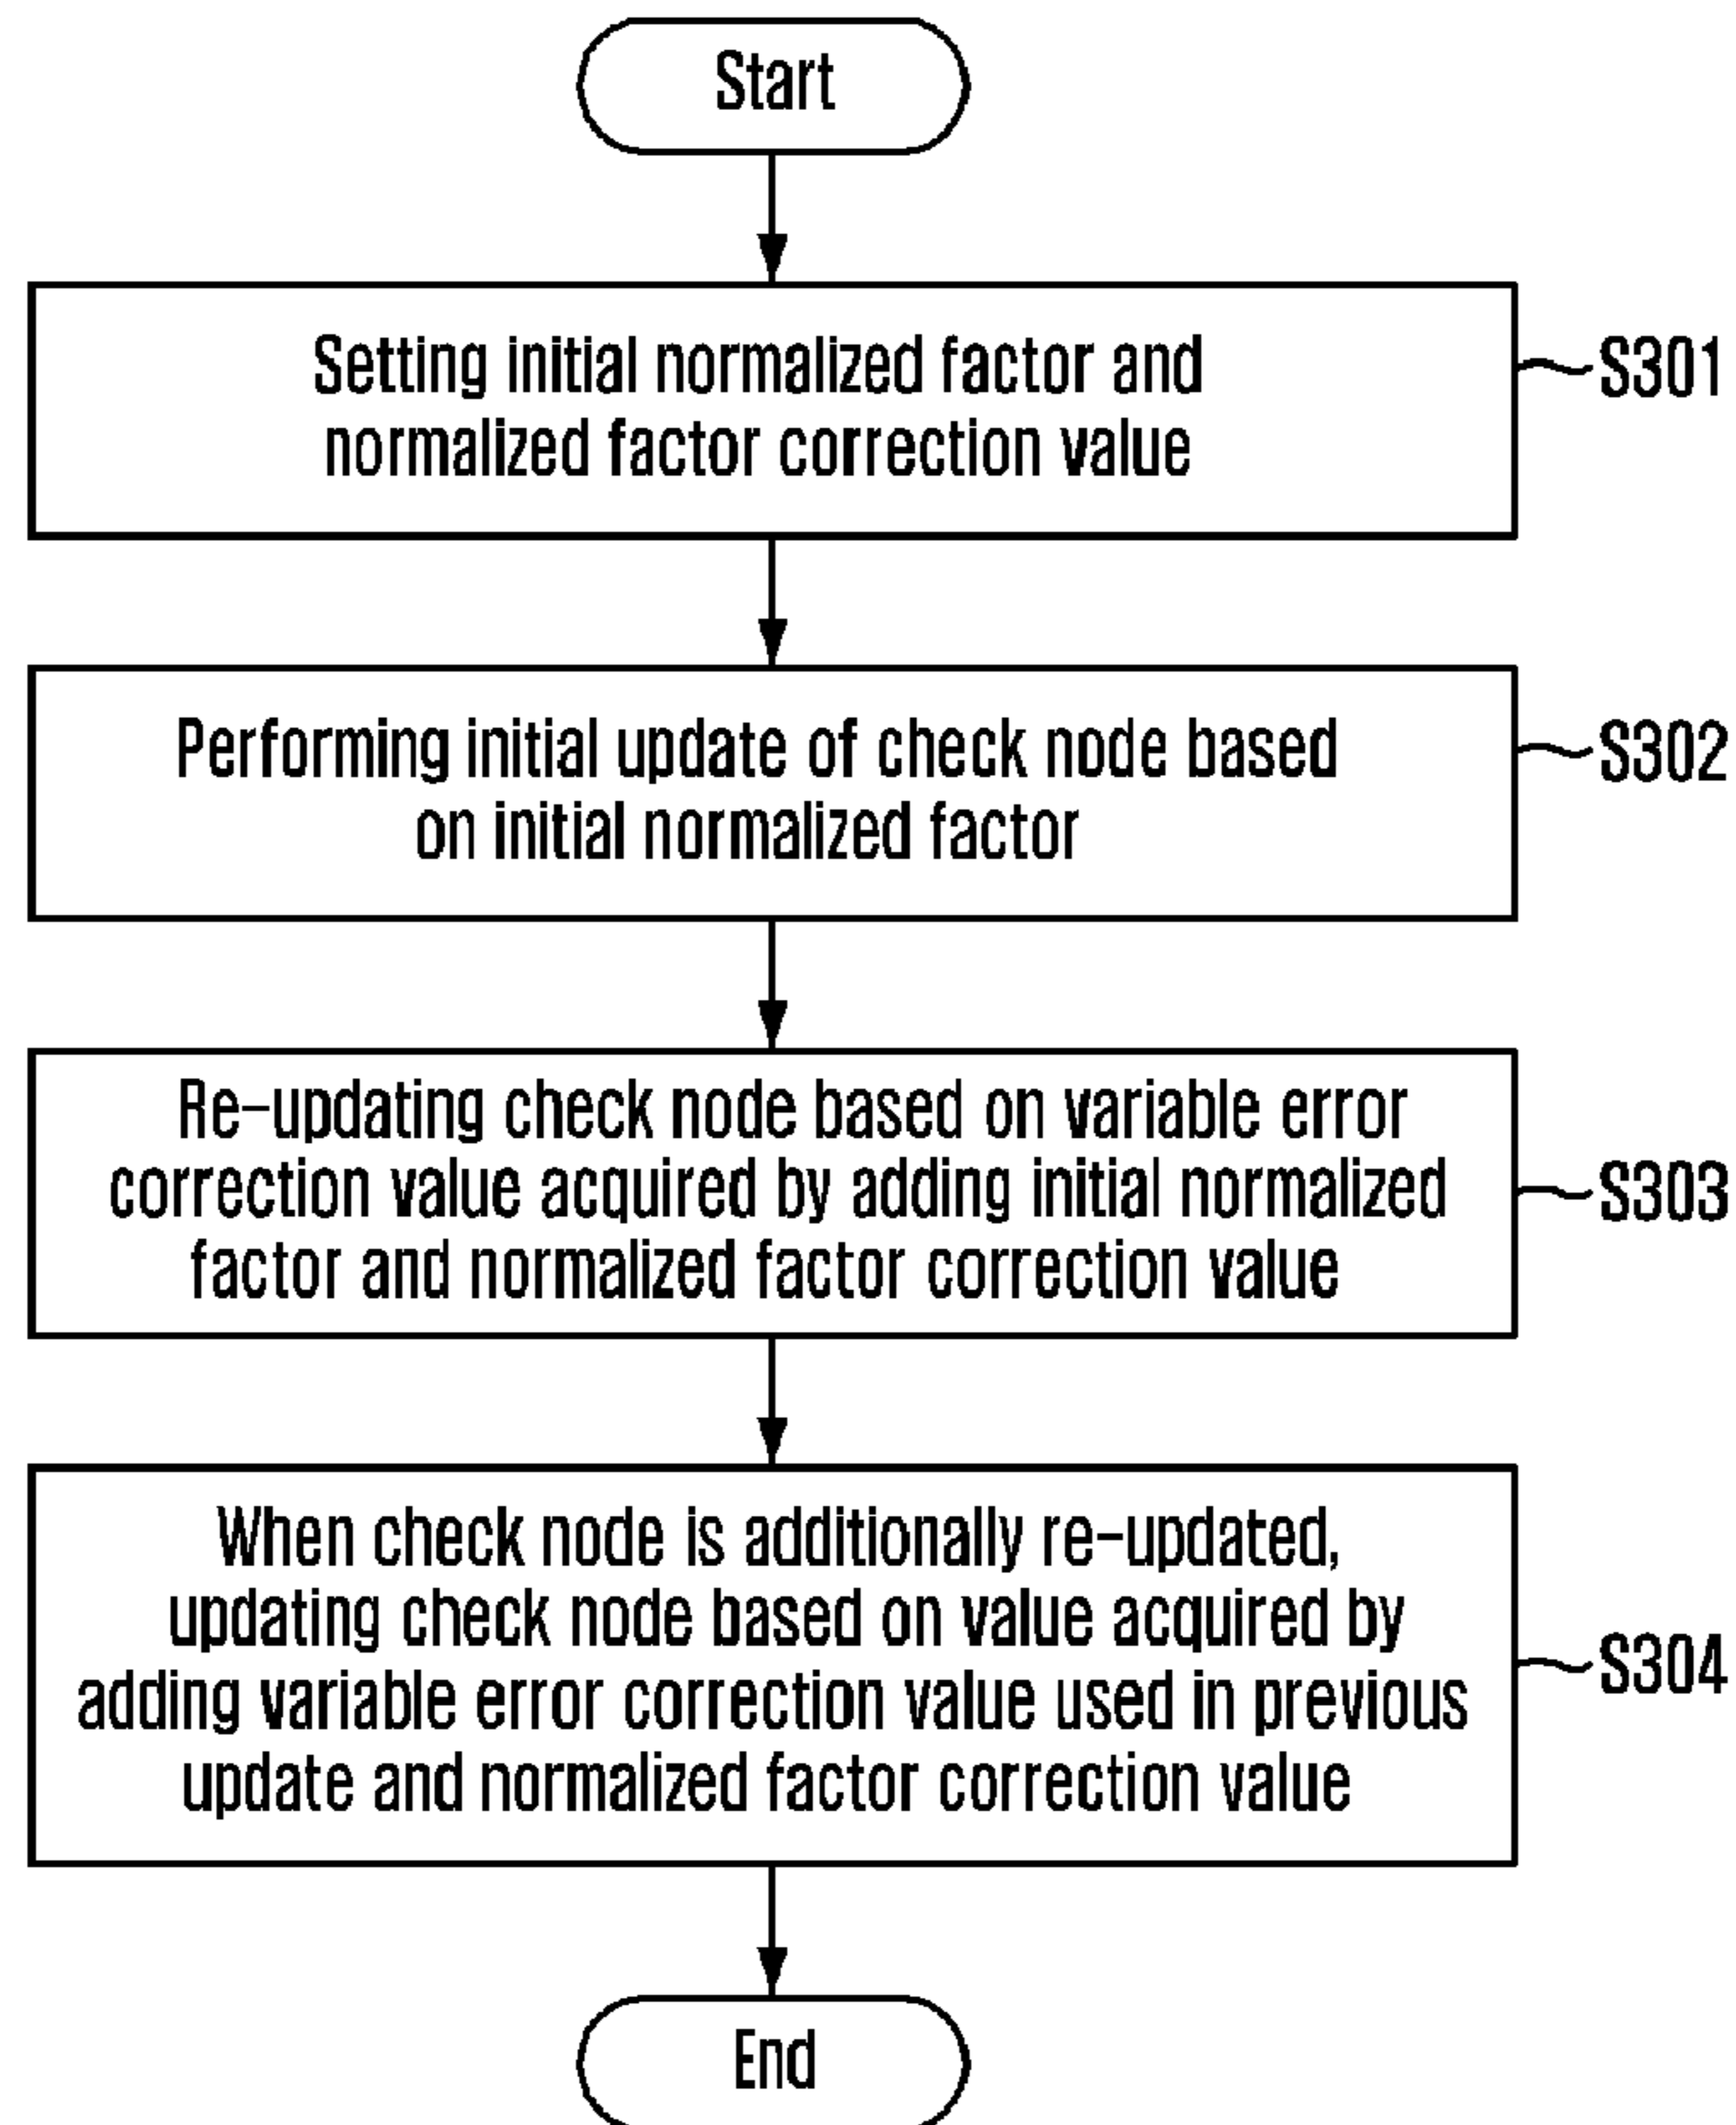 Start
Setting initial normalized factor and
normalized factor correction value
S301
Performing initial update of check node based
on initial normalized factor
S302
Re-updating check node based on variable error
correction value acquired by adding initial normalized
factor and normalized factor correction value
S303
When check node is additionally re-updated,
updating check node based on value acquired by
adding variable error correction value used in previous
update and normalized factor correction value
S304
End